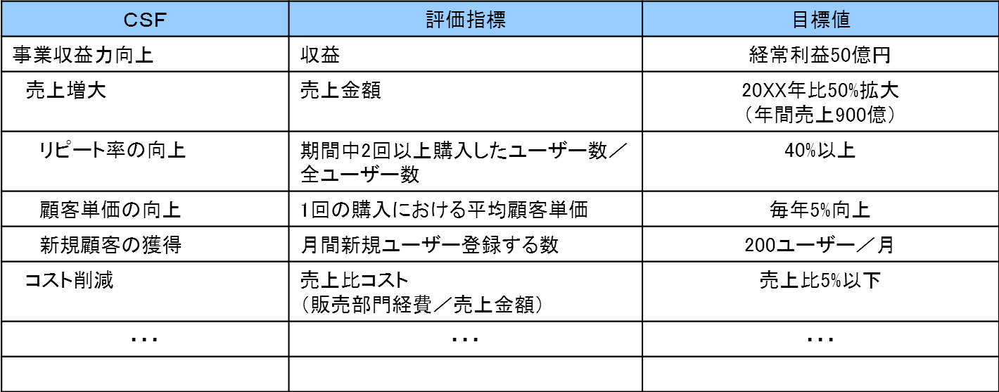 CSF 評価指標 目標値
事業収益力向上 収益 経常利益50億円
売上増大 売上金額 20XX年比50%拡大
（年間売上900億）
リピート率の向上 期間中2回以上購入したユーザー数／ 40%以上
全ユーザー数
顧客単価の向上 1回の購入における平均顧客単価 毎年5%向上
新規顧客の獲得 月間新規ユーザー登録する数 200ユーザー／月
コスト削減 売上比コスト 売上比5%以下
（販売部門経費／売上金額）
・・・ ・・・ ・・・